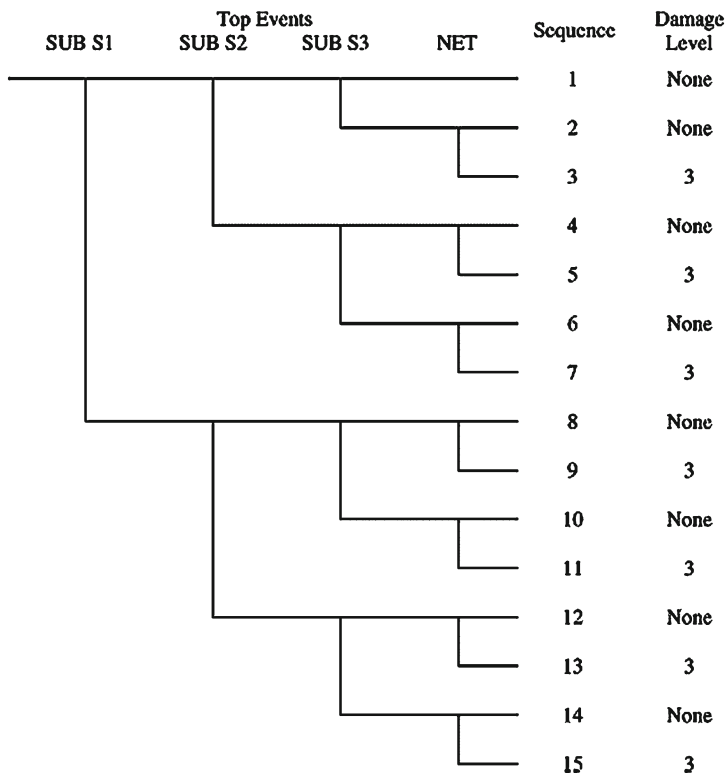 Top Events
SUB S1 SUB S2 SUB S3 NET Sequence Damage Level
1 None
2 None
3 3
4 None
5 3
6 None
7 3
8 None
9 3
10 None
11 3
12 None
13 3
14 None
15 3